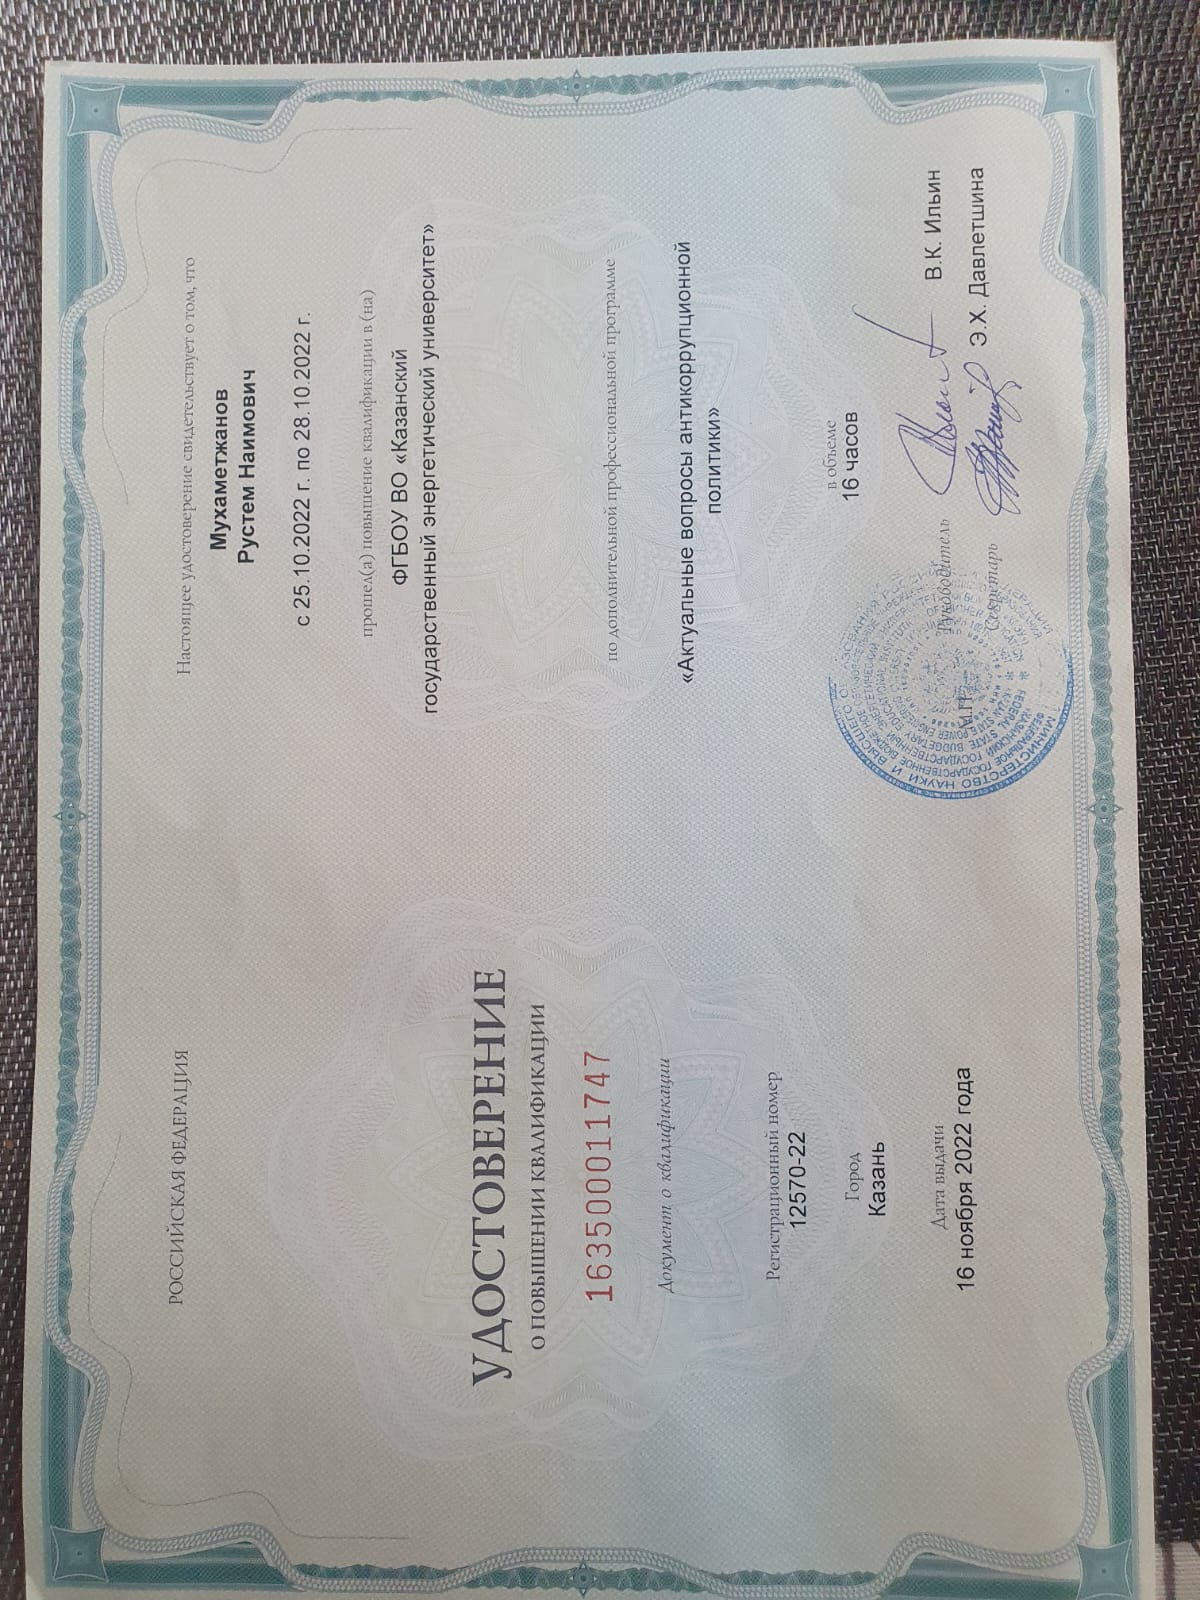 РОССИЙСКАЯ ФЕДЕРАЦИЯ
УДОСТОВЕРЕНИЕ
О ПОВЫШЕНИИ КВАЛИФИКАЦИИ
163500011747
Документ о квалификации
Регистрационный номер
12570-22
Город
Казань
Дата выдачи
16 ноября 2022 года
Настоящее удостоверение свидетельствует о том, что
Мухаметжанов
Рустем Наимович
с 25.10.2022 г. по 28.10.2022 г.
прошел(а) повышение квалификации в (на)
ФГБОУ ВО «Казанский
государственный энергетический университет»
по дополнительной профессиональной программе
«Актуальные вопросы антикоррупционной
политики»
в объеме
16 часов
Руководитель В.К. Ильин
М.П.
Секретарь Э.Х. Давлетшина